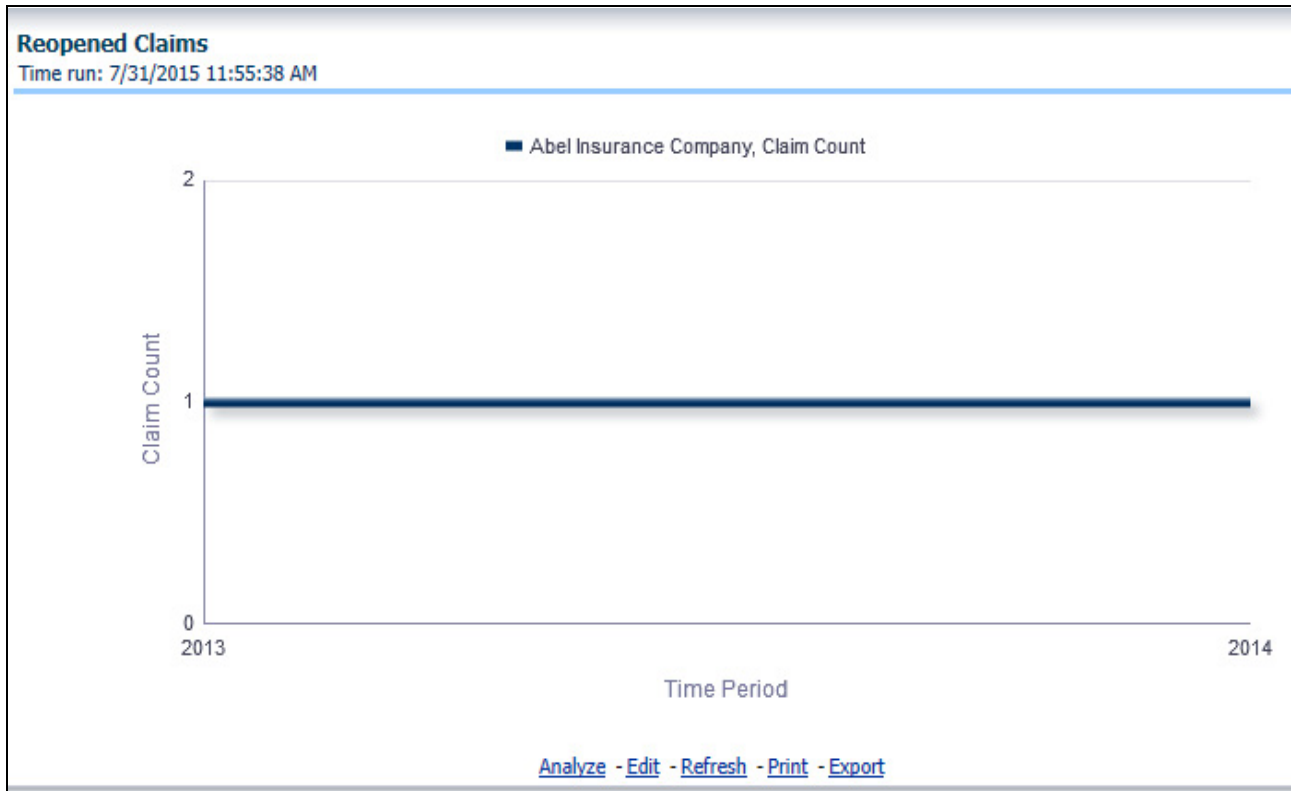 Reopened Claims
Time run: 7/31/2015 11:55:38 AM
Abel Insurance Company, Claim Count
2
1
0
Claim Count
2013
2014
Time Period
Analyze - Edit - Refresh - Print - Export